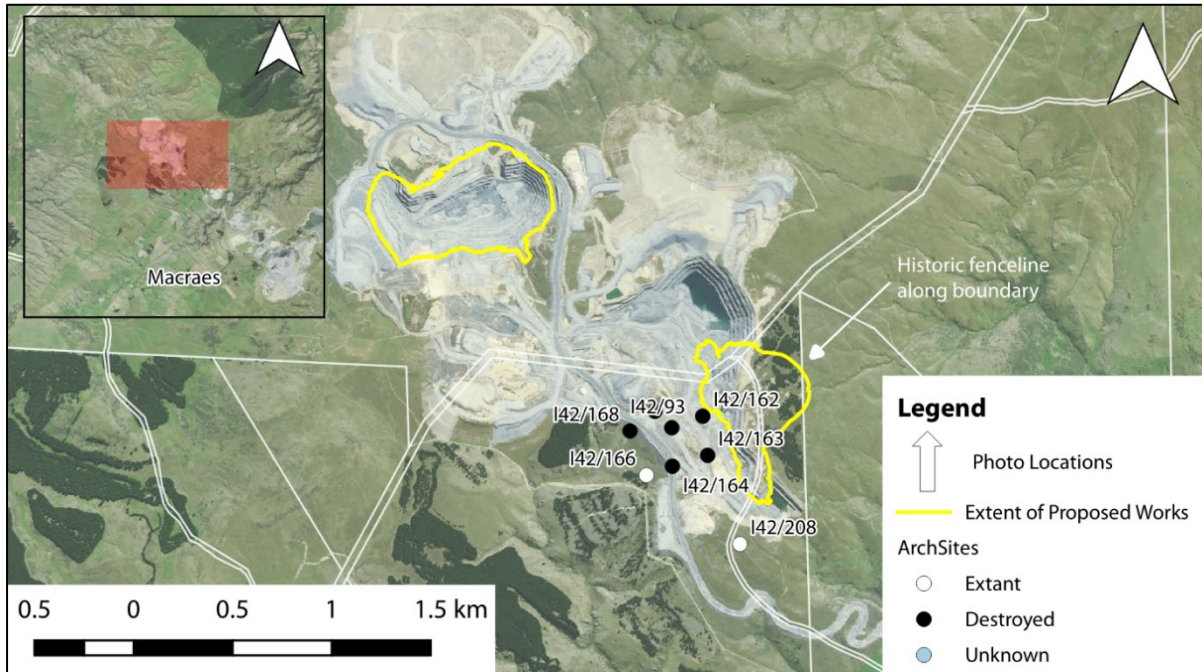 Macraes
Historic fenceline
along boundary
I42/168
I42/93
I42/162
I42/163
I42/166
I42/164
I42/208
0.5 0 0.5 1 1.5 km
Legend
Photo Locations
Extent of Proposed Works
ArchSites
Extant
Destroyed
Unknown